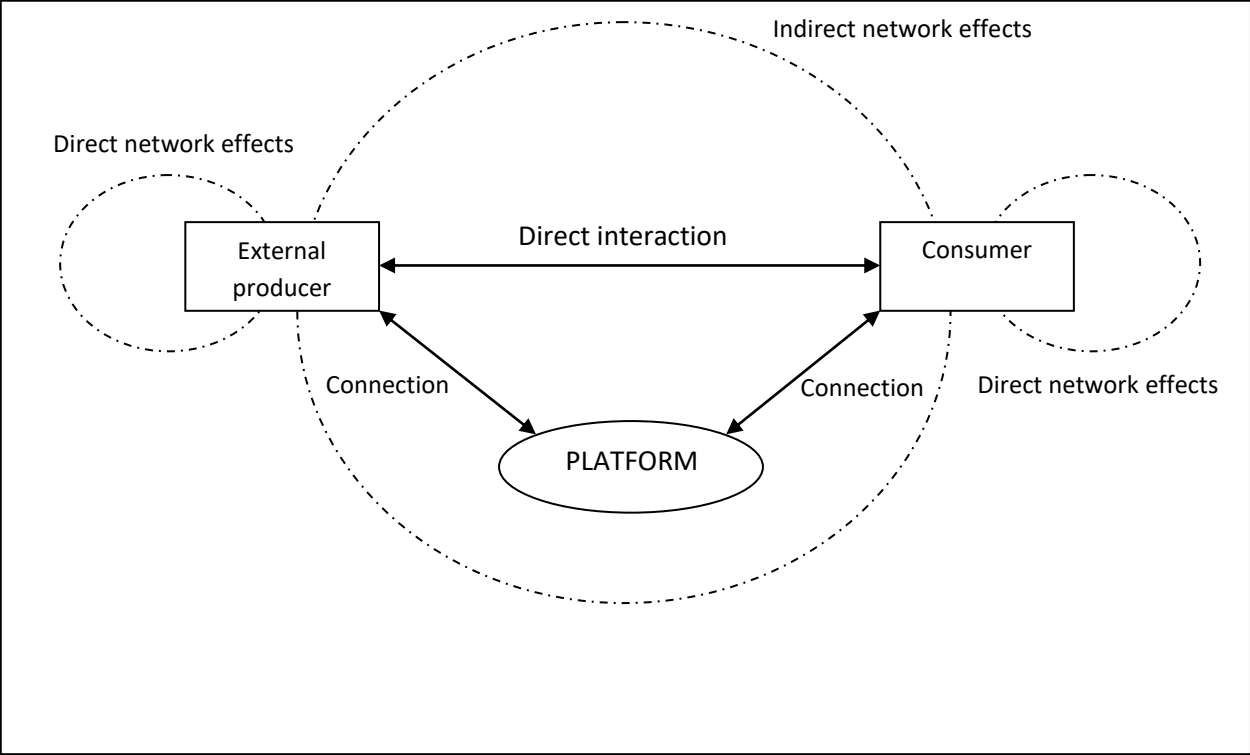 Indirect network effects
Direct network effects
Direct interaction
External
producer
Consumer
Connection
Connection
Direct network effects
PLATFORM